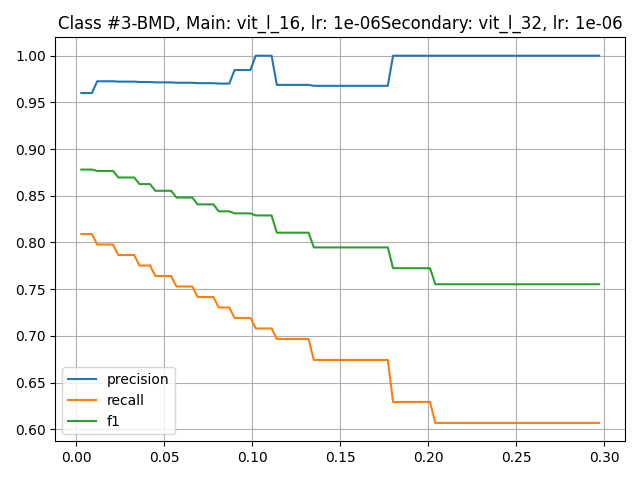 Class #3-BMD, Main: vit_l_16, lr: 1e-06Secondary: vit_l_32, lr: 1e-06
1.00
0.95
0.90
0.85
0.80
0.75
0.70
0.65
0.60
precision
recall
f1
0.00 0.05 0.10 0.15 0.20 0.25 0.30